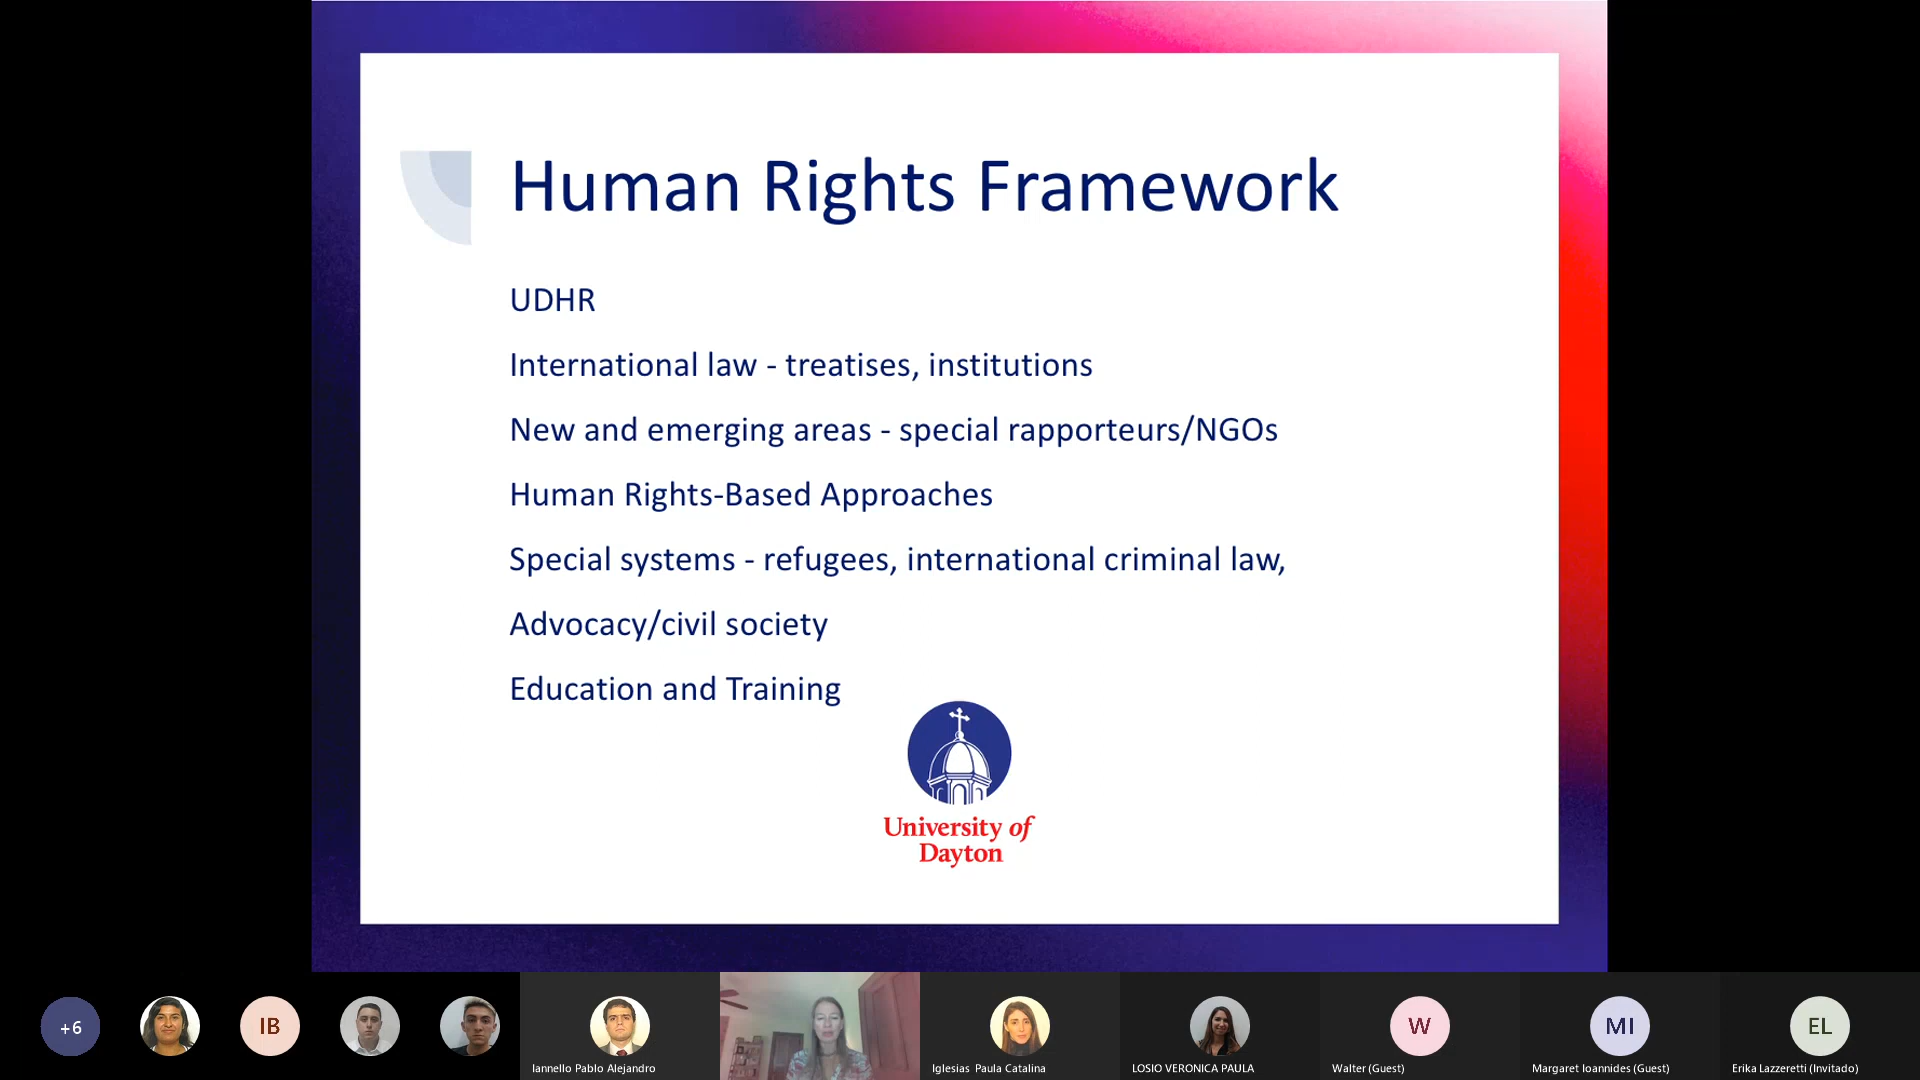 Human Rights Framework
UDHR
International law - treatises, institutions
New and emerging areas - special rapporteurs/NGOs
Human Rights-Based Approaches
Special systems - refugees, international criminal law,
Advocacy/civil society
Education and Training
University of
Dayton
+6
IB
Iannello Pablo Alejandro
Iglesias Paula Catalina
LOSIO VERONICA PAULA
W
Walter (Guest)
MI
Margaret Ioannides (Guest)
EL
Erika Lazzeretti (Invitado)